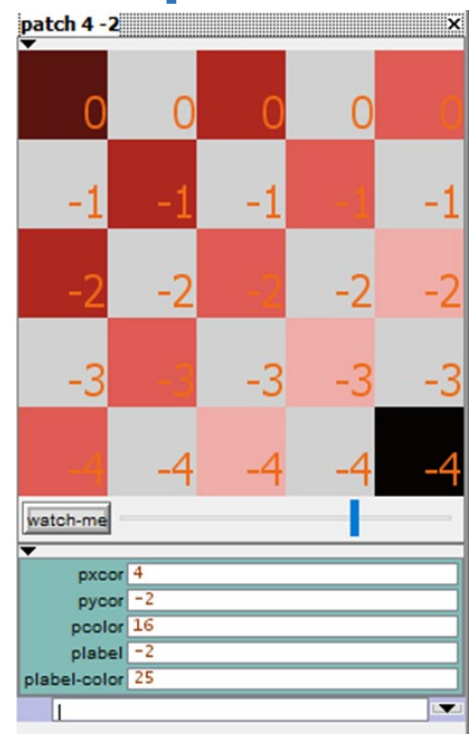 patch 4 -2 x
0 0 0 0 0
-1 -1 -1 -1 -1
-2 -2 -2 -2 -2
-3 -3 -3 -3 -3
-4 -4 -4 -4 -4
watch-me
pxcor 4
pycor -2
pcolor 16
plabel -2
plabel-color 25